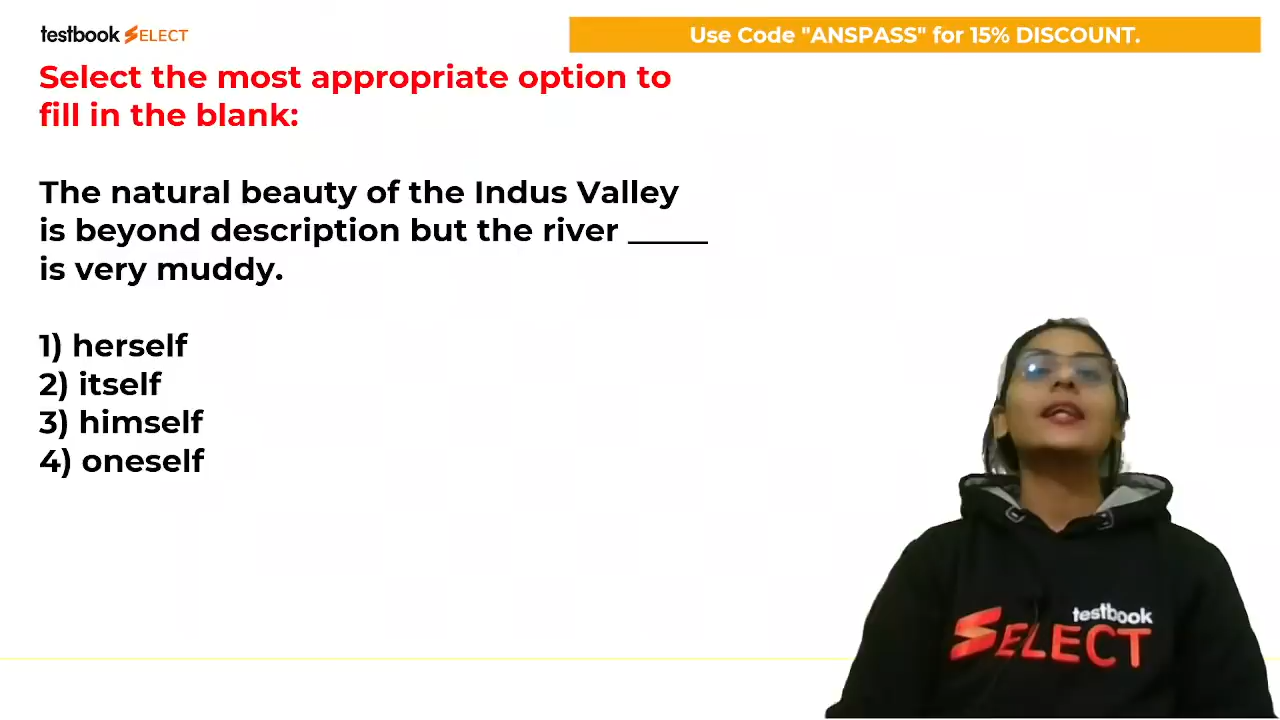 testbook SELECT
Use Code "ANSPASS" for 15% DISCOUNT.
Select the most appropriate option to
fill in the blank:
The natural beauty of the Indus Valley
is beyond description but the river _____
is very muddy.
1) herself
2) itself
3) himself
4) oneself
testbook
SELECT